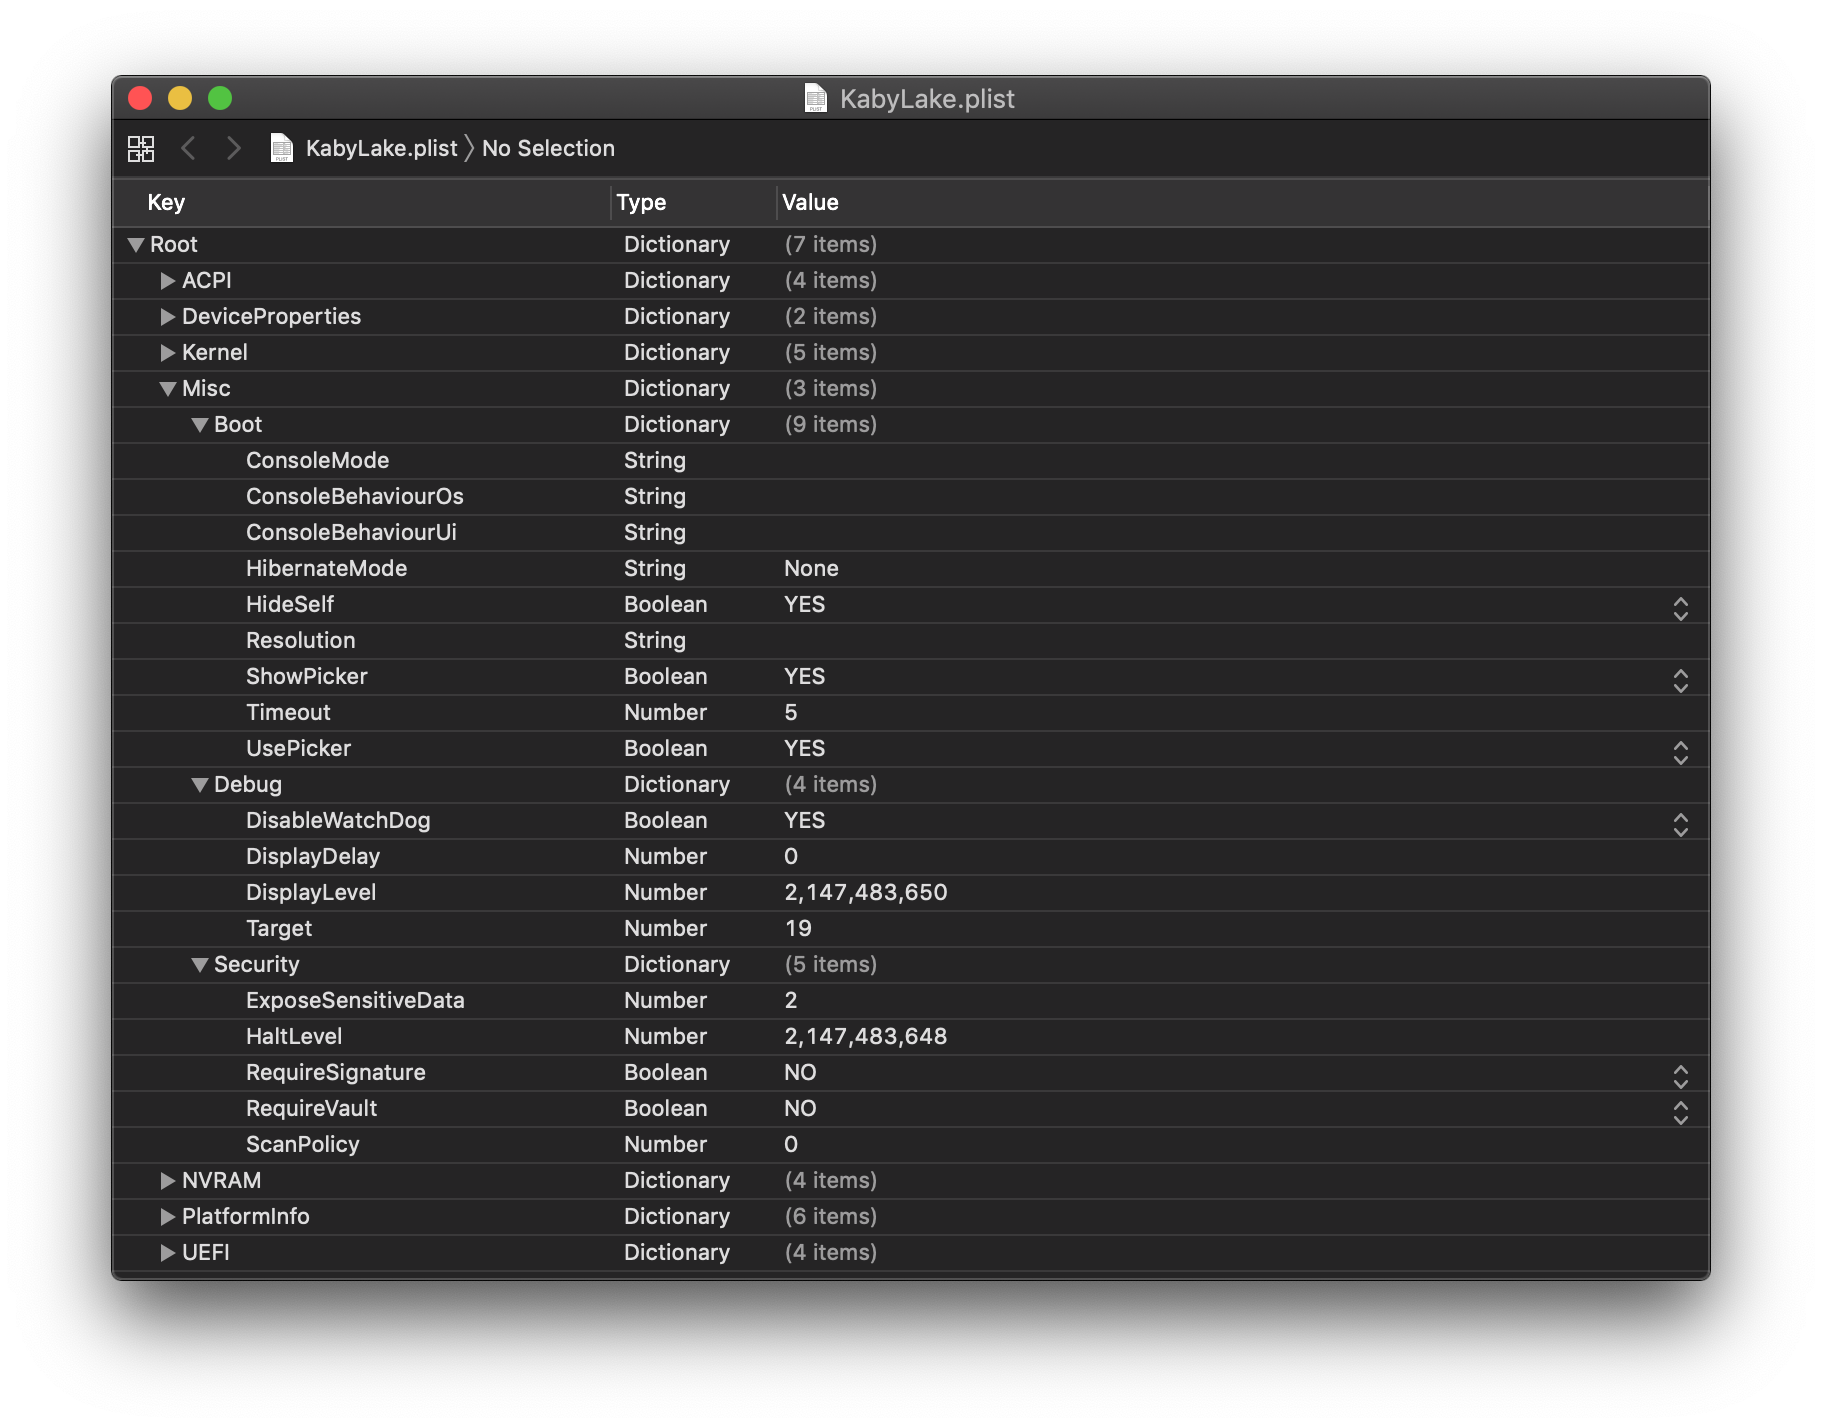 KabyLake.plist
KabyLake.plist 〉 No Selection
Key Type Value
Root Dictionary (7 items)
ACPI Dictionary (4 items)
DeviceProperties Dictionary (2 items)
Kernel Dictionary (5 items)
Misc Dictionary (3 items)
Boot Dictionary (9 items)
ConsoleMode String
ConsoleBehaviourOs String
ConsoleBehaviourUi String
HibernateMode String None
HideSelf Boolean YES
Resolution String
ShowPicker Boolean YES
Timeout Number 5
UsePicker Boolean YES
Debug Dictionary (4 items)
DisableWatchDog Boolean YES
DisplayDelay Number 0
DisplayLevel Number 2,147,483,650
Target Number 19
Security Dictionary (5 items)
ExposeSensitiveData Number 2
HaltLevel Number 2,147,483,648
RequireSignature Boolean NO
RequireVault Boolean NO
ScanPolicy Number 0
NVRAM Dictionary (4 items)
PlatformInfo Dictionary (6 items)
UEFI Dictionary (4 items)